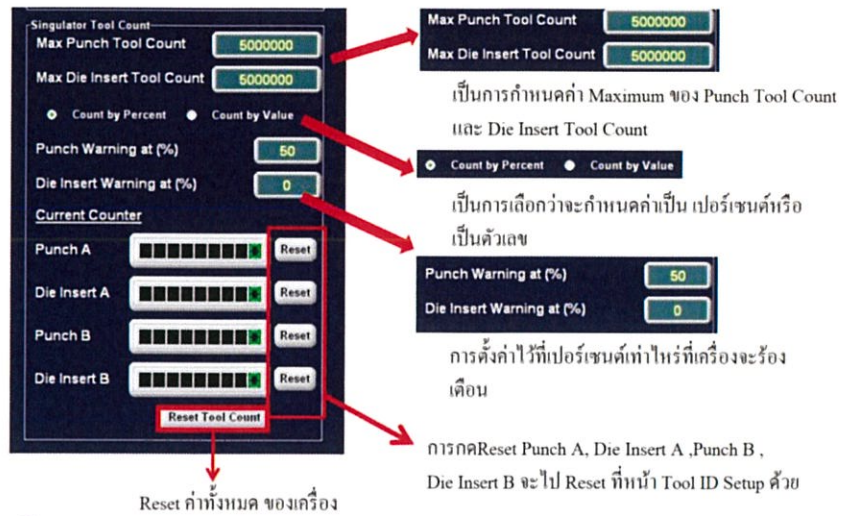 Singulator Tool Count
Max Punch Tool Count 5000000
Max Die Insert Tool Count 5000000
Count by Percent Count by Value
Punch Warning at (%) 50
Die Insert Warning at (%) 0
Current Counter
Punch A Reset
Die Insert A Reset
Punch B Reset
Die Insert B Reset
Reset Tool Count
Reset ค่าทั้งหมด ของเครื่อง
Max Punch Tool Count 5000000
Max Die Insert Tool Count 5000000
เป็นการกำหนดค่า Maximum ของ Punch Tool Count
และ Die Insert Tool Count
Count by Percent Count by Value
เป็นการเลือกว่าจะกำหนดค่าเป็น เปอร์เซนต์หรือ
เป็นตัวเลข
Punch Warning at (%) 50
Die Insert Warning at (%) 0
การตั้งค่าไว้ที่เปอร์เซนต์เท่าไหร่ที่เครื่องจะร้อง
เตือน
การกดReset Punch A, Die Insert A ,Punch B ,
Die Insert B จะไป Reset ที่หน้า Tool ID Setup ด้วย